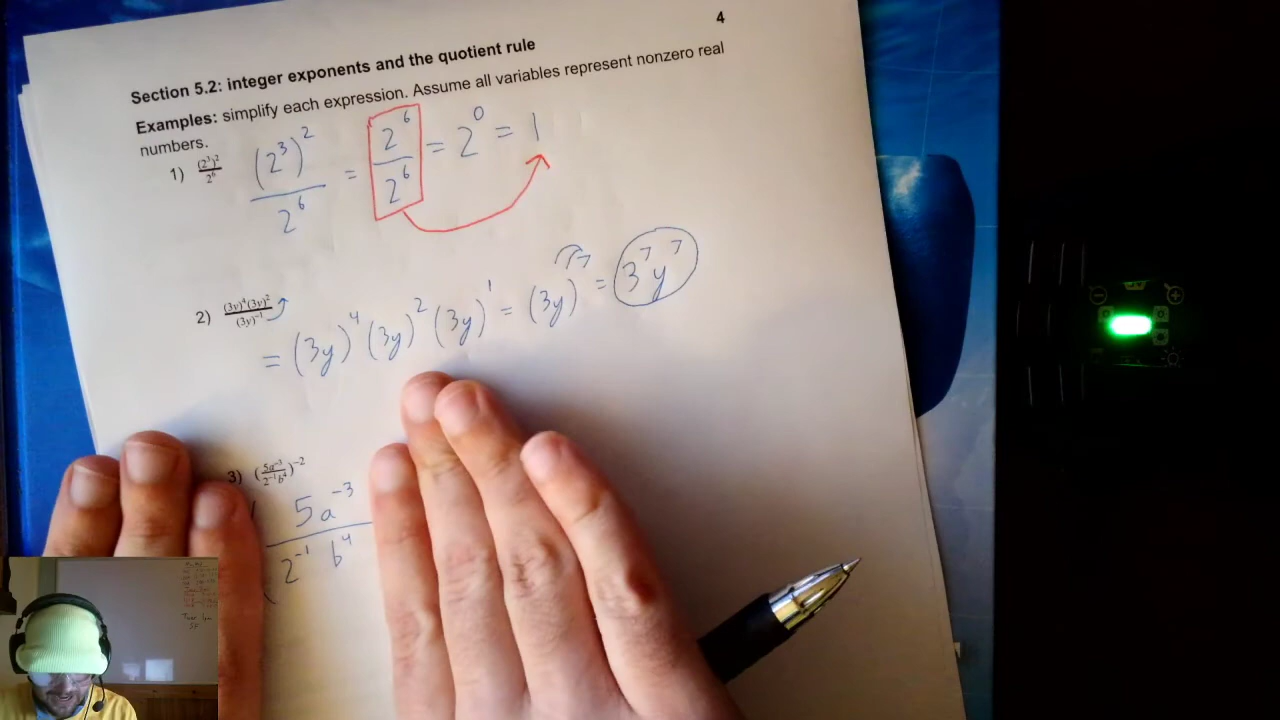 4
Section 5.2: integer exponents and the quotient rule
Examples: simplify each expression. Assume all variables represent nonzero real
numbers.
1) (2³)²/2⁶ (2³)²/2⁶ = 2⁶/2⁶ = 2⁰ = 1
2) (3y)⁴(3y)²/(3y)⁻¹
= (3y)⁴ (3y)² (3y)¹ = (3y)⁷ = 3⁷y⁷
3) (5a⁻³/2⁻¹b⁴)⁻²
5a⁻³/2⁻¹ b⁴